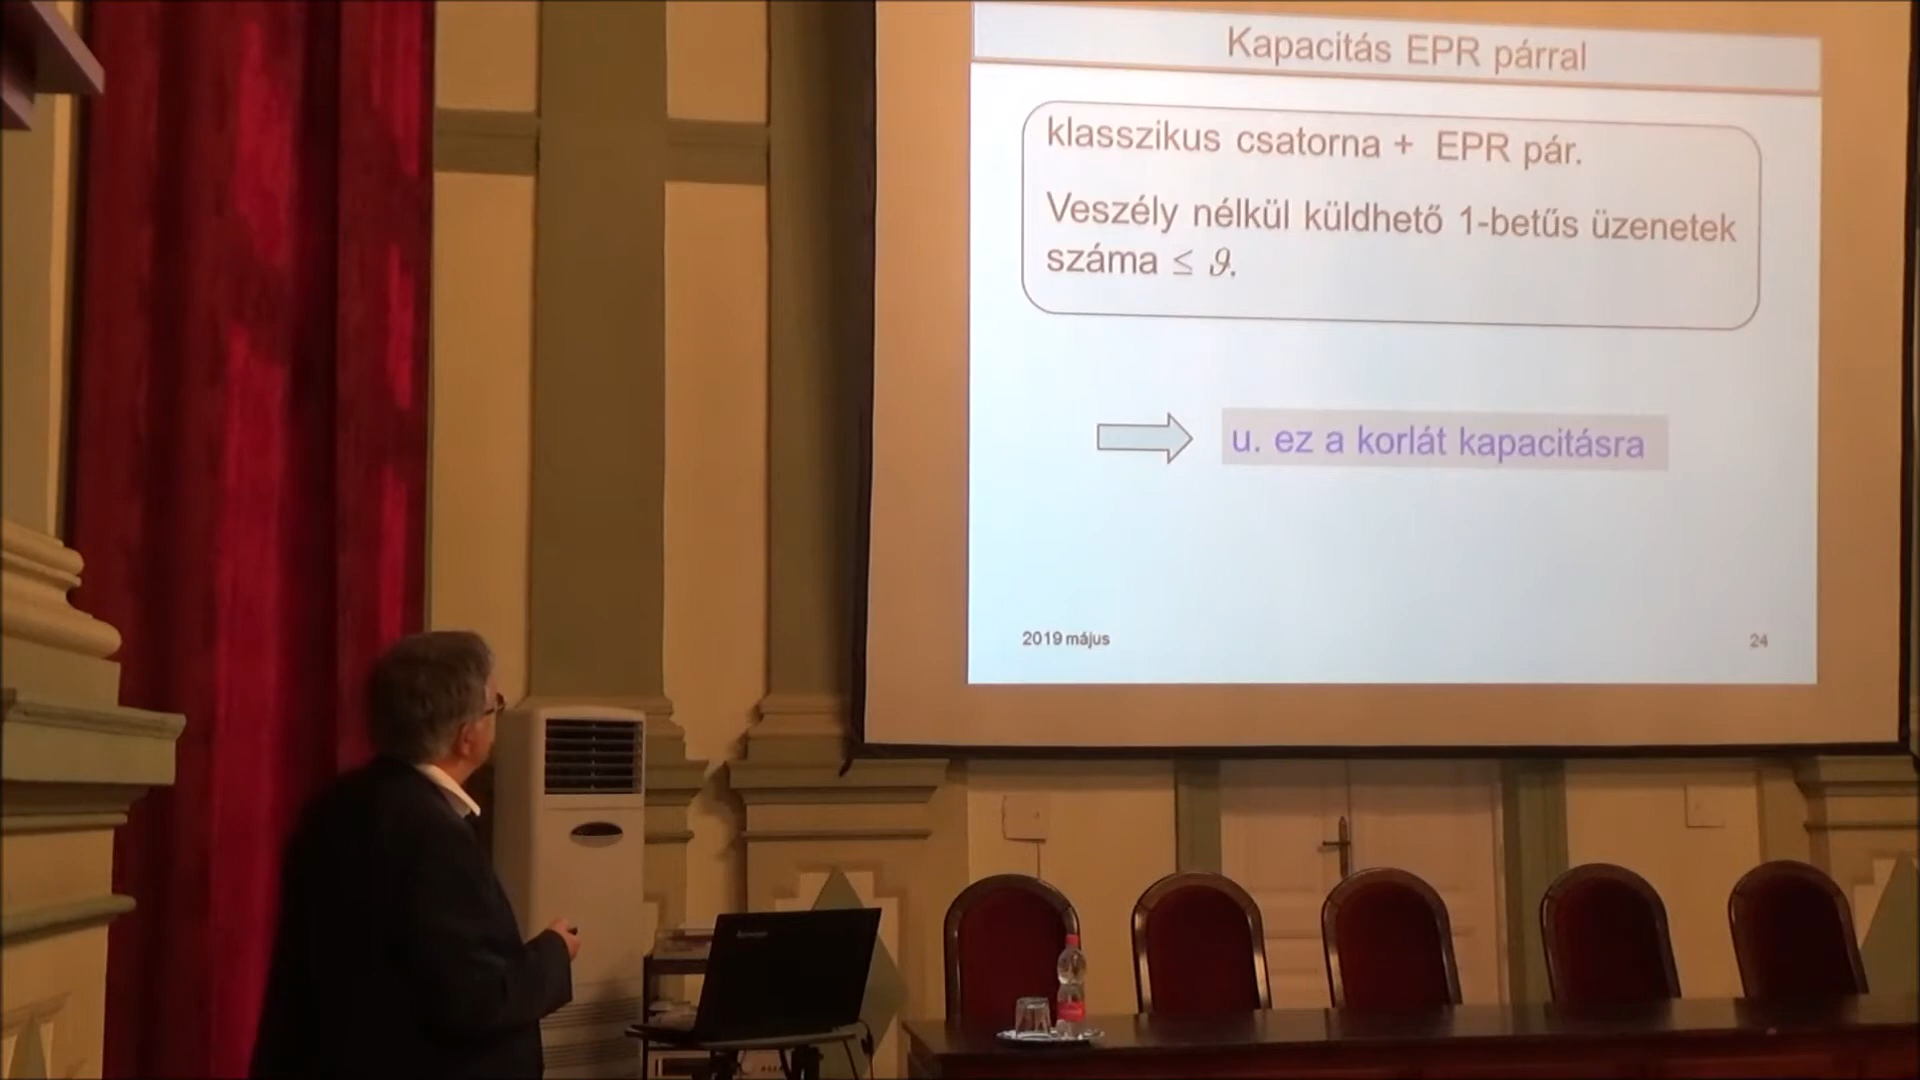 Kapacitás EPR párral
klasszikus csatorna + EPR pár.
Veszély nélkül küldhető 1-betűs üzenetek
száma ≤ ϑ.
u. ez a korlát kapacitásra
2019 május
24